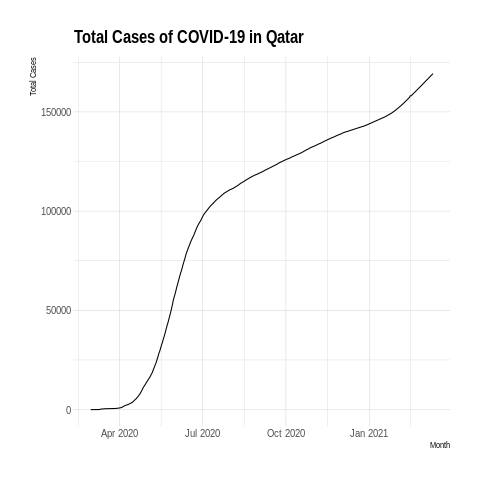 Total Cases of COVID-19 in Qatar
Total Cases
150000
100000
50000
0
Apr 2020 Jul 2020 Oct 2020 Jan 2021
Month